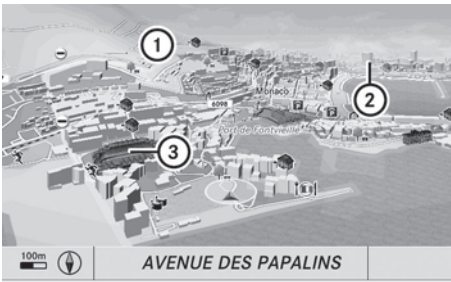 1
2
6098
Monaco
P
P
Port de Fontvieille
3
100m
AVENUE DES PAPALINS